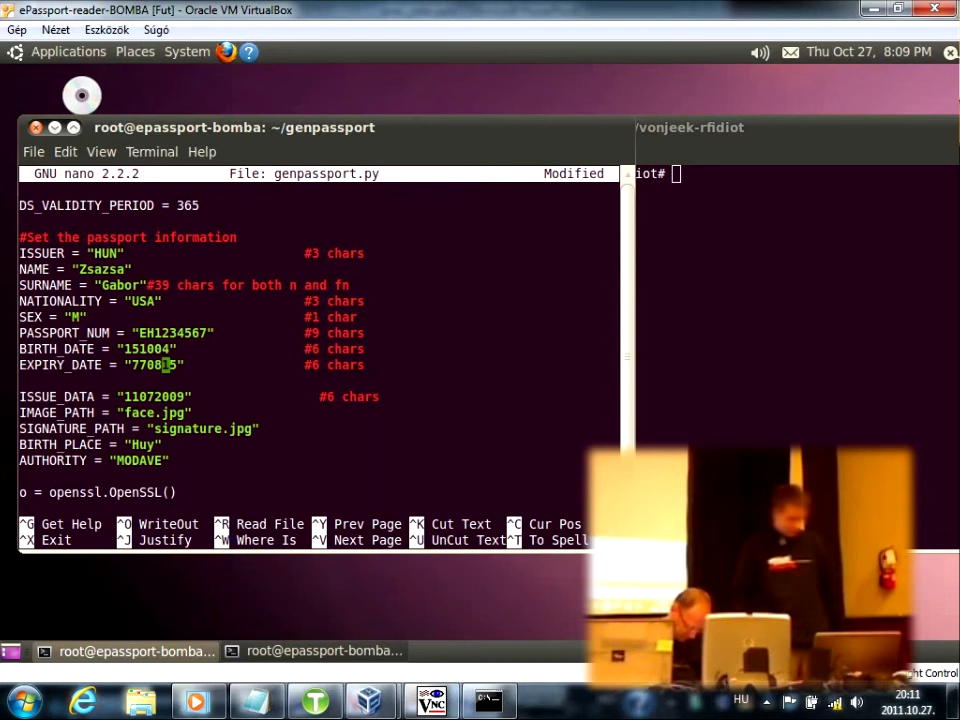 ePassport-reader-BOMBA [Fut] - Oracle VM VirtualBox
Gép Nézet Eszközök Súgó
Applications Places System Thu Oct 27, 8:09 PM
root@epassport-bomba: ~/genpassport
/vonjeek-rfidiot
File Edit View Terminal Help
GNU nano 2.2.2 File: genpassport.py Modified
iot#
DS_VALIDITY_PERIOD = 365
#Set the passport information
ISSUER = "HUN" #3 chars
NAME = "Zsazsa"
SURNAME = "Gabor"#39 chars for both n and fn
NATIONALITY = "USA" #3 chars
SEX = "M" #1 char
PASSPORT_NUM = "EH1234567" #9 chars
BIRTH_DATE = "151004" #6 chars
EXPIRY_DATE = "770815" #6 chars
ISSUE_DATA = "11072009" #6 chars
IMAGE_PATH = "face.jpg"
SIGNATURE_PATH = "signature.jpg"
BIRTH_PLACE = "Huy"
AUTHORITY = "MODAVE"
o = openssl.OpenSSL()
^G Get Help ^O WriteOut ^R Read File ^Y Prev Page ^K Cut Text ^C Cur Pos
^X Exit ^J Justify ^W Where Is ^V Next Page ^U UnCut Text ^T To Spell
root@epassport-bomba... root@epassport-bomba...
ght Control
VNC
HU
20:11
2011.10.27.